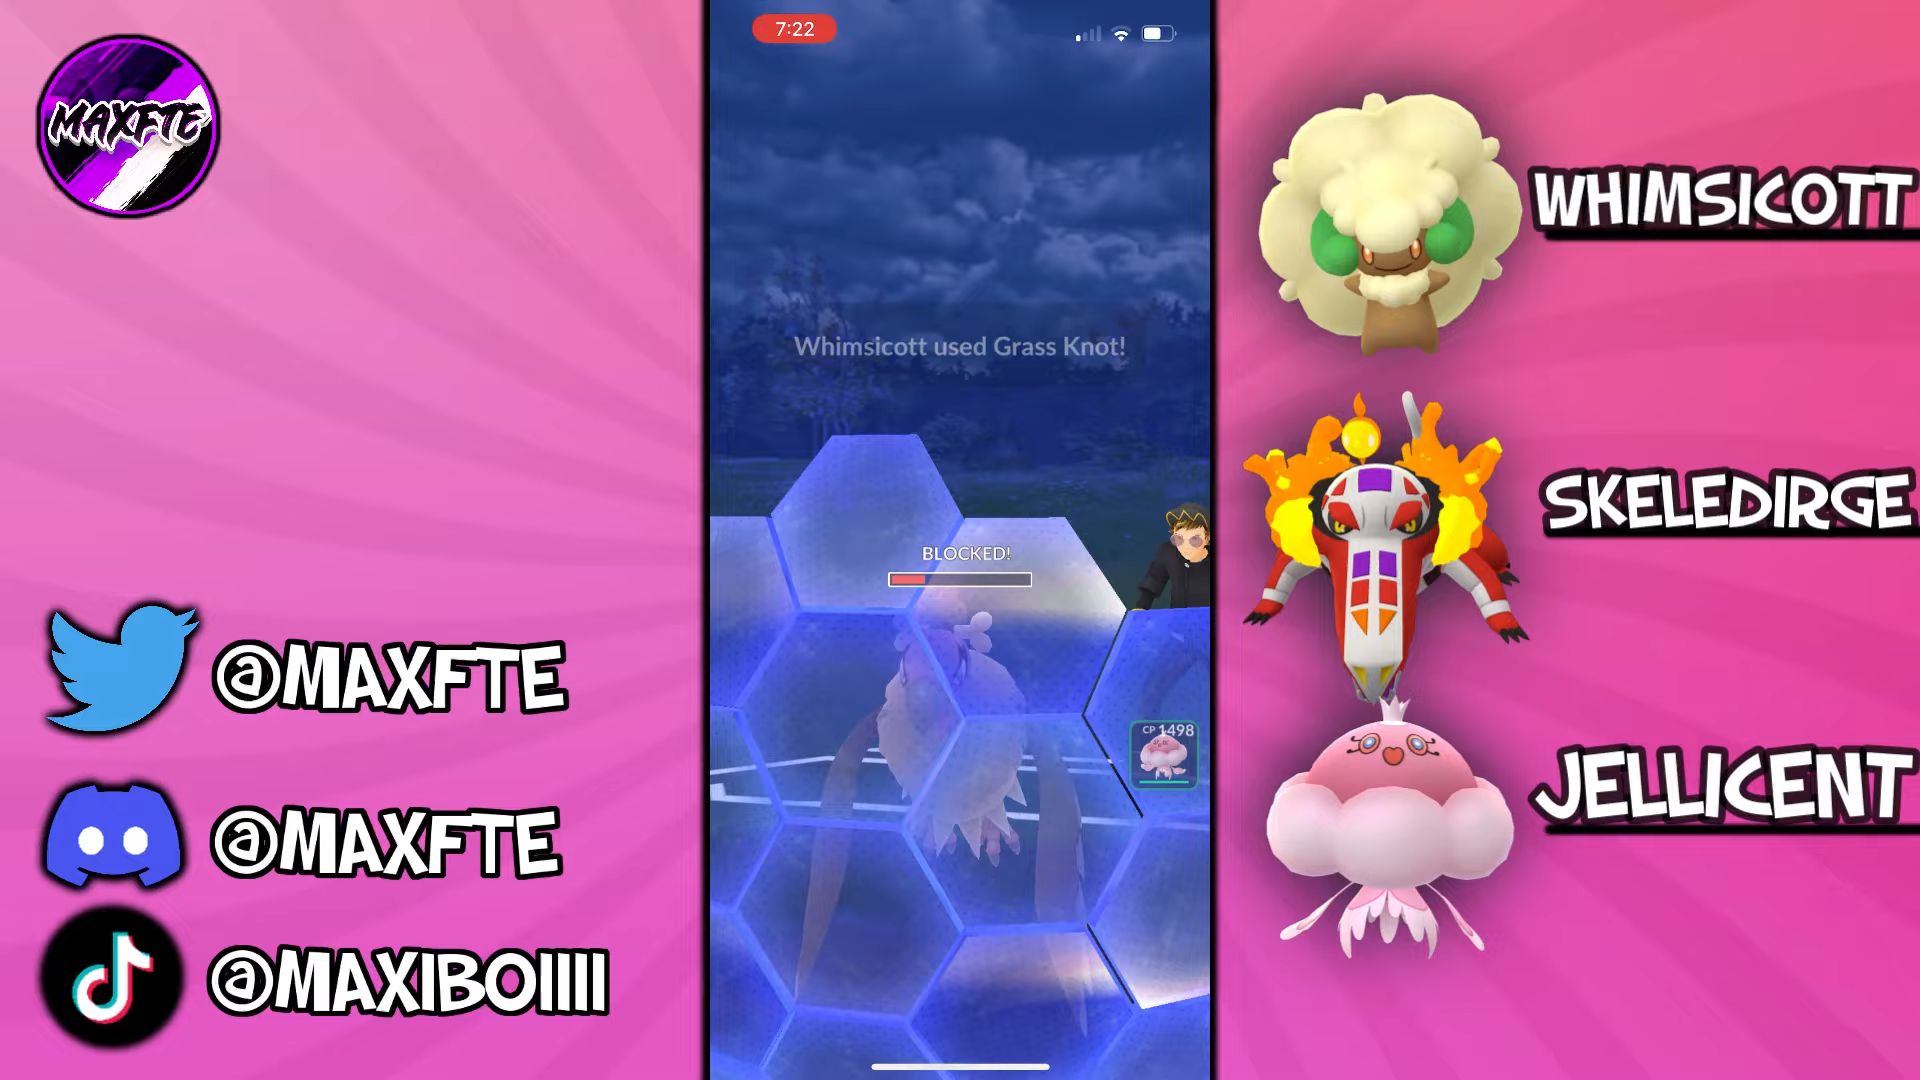 MAXFTE
@MAXFTE
@MAXFTE
@MAXIBOIIII
7:22
Whimsicott used Grass Knot!
BLOCKED!
CP 1498
WHIMSICOTT
SKELEDIRGE
JELLICENT